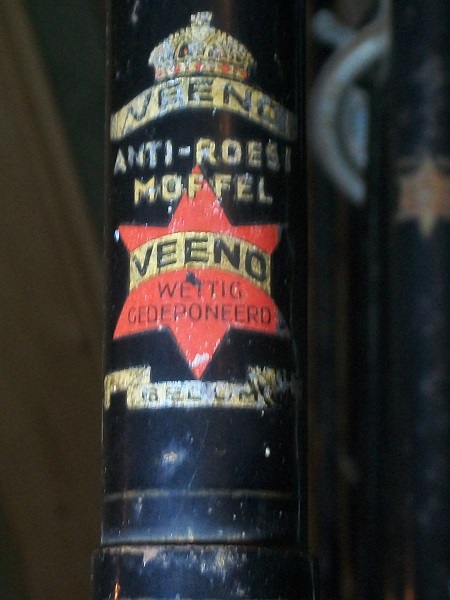 VEENO
ANTI-ROEST
MOFFEL
VEENO
WETTIG
GEDEPONEERD